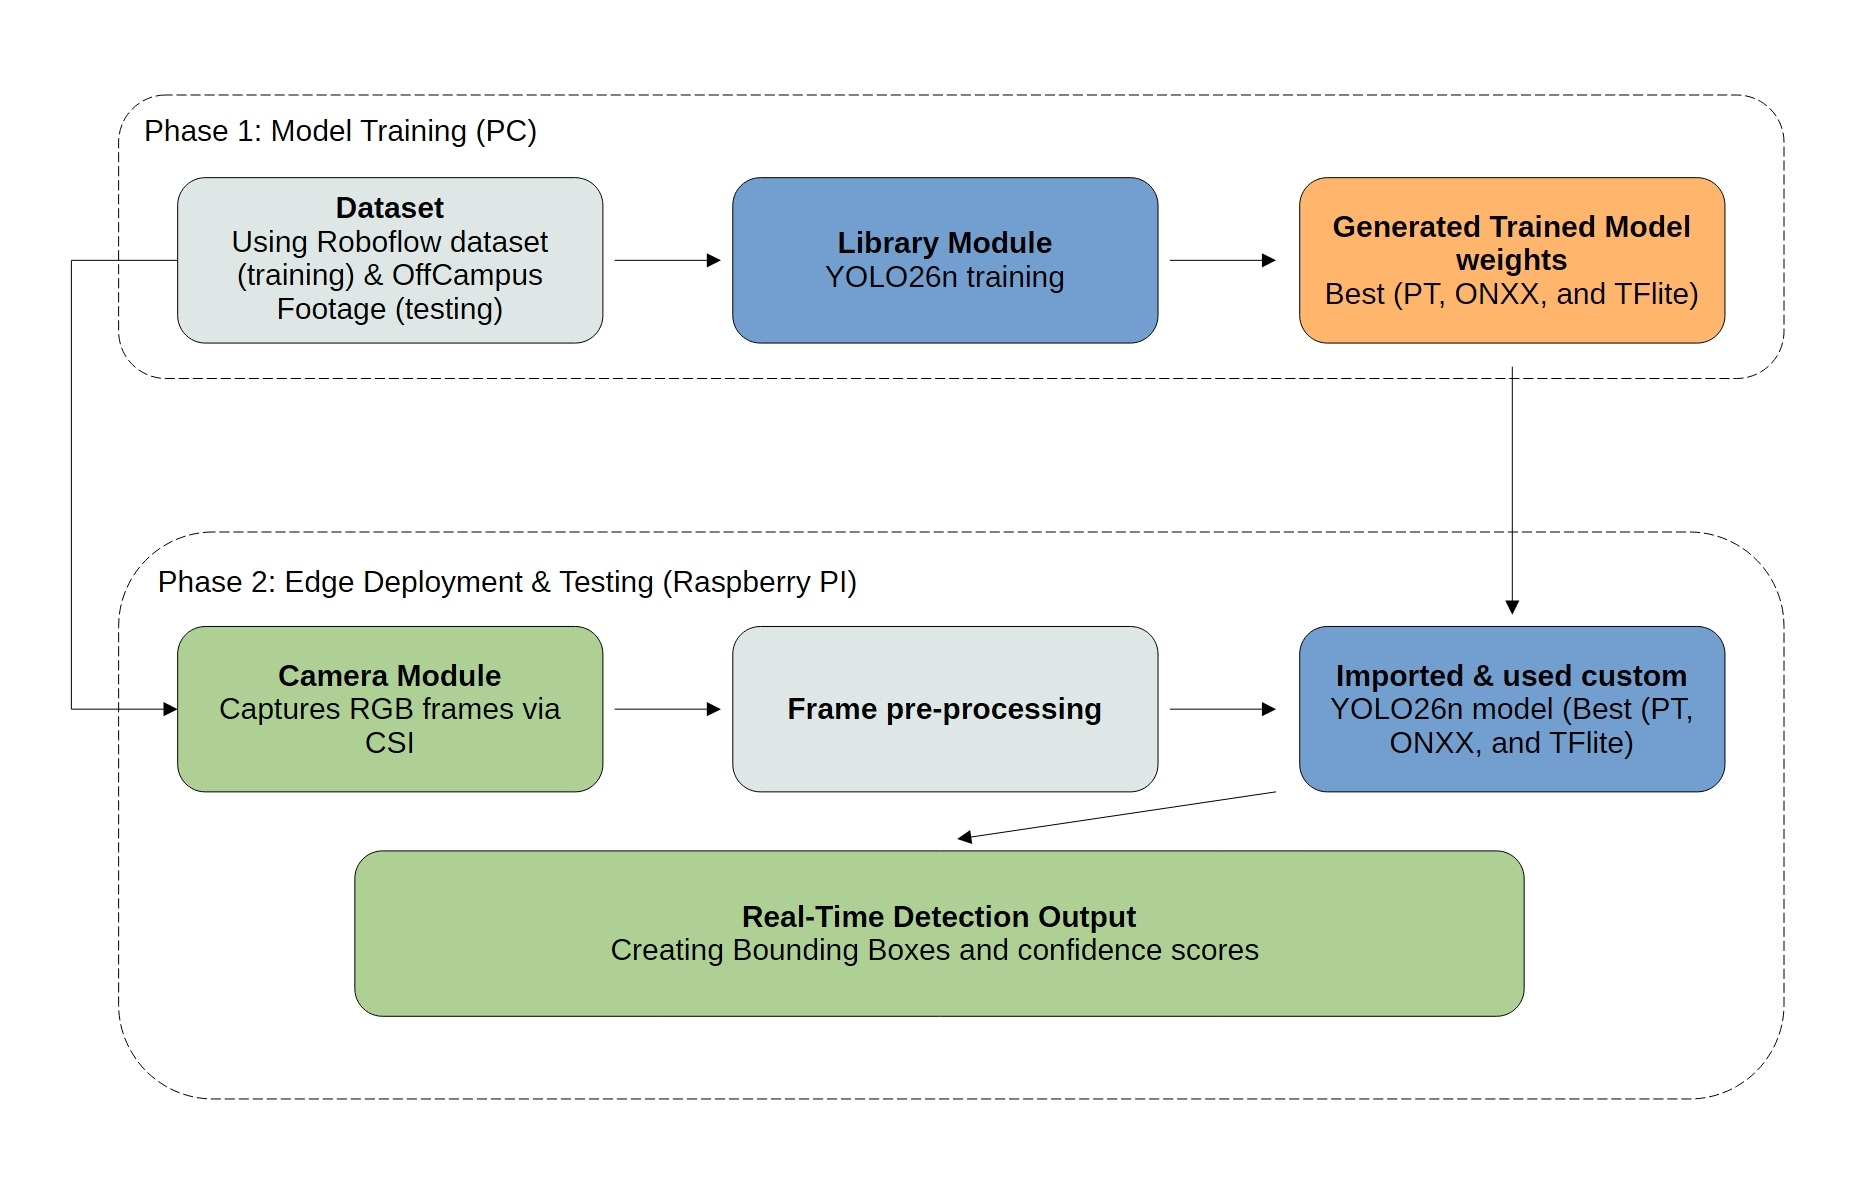 Phase 1: Model Training (PC)
Dataset
Using Roboflow dataset
(training) & OffCampus
Footage (testing)
Library Module
YOLO26n training
Generated Trained Model
weights
Best (PT, ONXX, and TFlite)
Phase 2: Edge Deployment & Testing (Raspberry PI)
Camera Module
Captures RGB frames via
CSI
Frame pre-processing
Imported & used custom
YOLO26n model (Best (PT,
ONXX, and TFlite)
Real-Time Detection Output
Creating Bounding Boxes and confidence scores